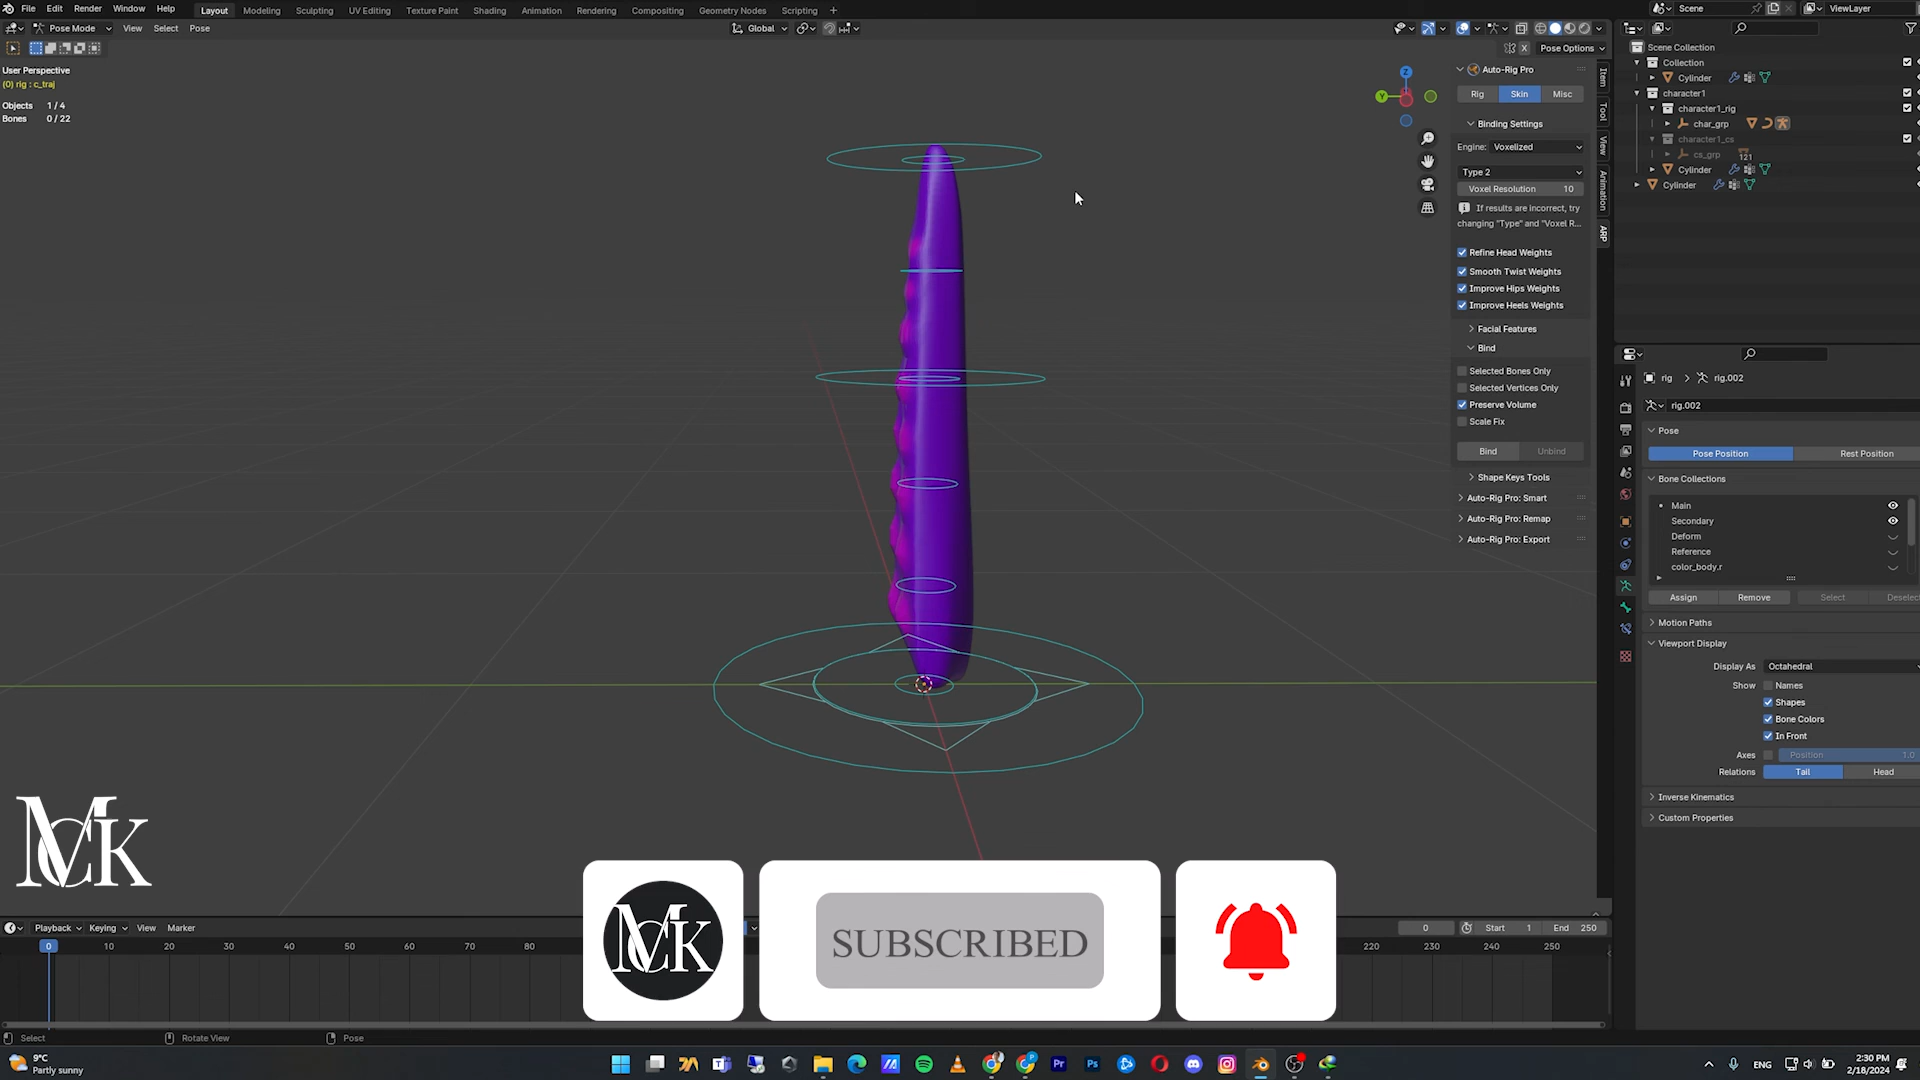 File Edit Render Window Help Layout Modeling Sculpting UV Editing Texture Paint Shading Animation Rendering Compositing Geometry Nodes Scripting +
Scene ViewLayer
Pose Mode View Select Pose Global
Pose Options
User Perspective
(0) rig : c_traj
Objects 1 / 4
Bones 0 / 22
Z
Y
Auto-Rig Pro
Rig Skin Misc
Binding Settings
Engine: Voxelized
Type 2
Voxel Resolution 10
If results are incorrect, try
changing "Type" and "Voxel R...
Refine Head Weights
Smooth Twist Weights
Improve Hips Weights
Improve Heels Weights
Facial Features
Bind
Selected Bones Only
Selected Vertices Only
Preserve Volume
Scale Fix
Bind Unbind
Shape Keys Tools
Auto-Rig Pro: Smart
Auto-Rig Pro: Remap
Auto-Rig Pro: Export
Item
Tool
View
Animation
ARP
Scene Collection
Collection
Cylinder
character1
character1_rig
char_grp
character1_cs
cs_grp 121
Cylinder
Cylinder
rig rig.002
rig.002
Pose
Pose Position Rest Position
Bone Collections
Main
Secondary
Deform
Reference
color_body.r
Assign Remove Select Deselect
Motion Paths
Viewport Display
Display As Octahedral
Show Names
Shapes
Bone Colors
In Front
Axes Position 1.0
Relations Tail Head
Inverse Kinematics
Custom Properties
MCK
MCK
SUBSCRIBED
Playback Keying View Marker 0 Start 1 End 250
0 10 20 30 40 50 60 70 80 220 230 240 250
Select Rotate View Pose
9°C
Partly sunny
ENG
2:30 PM
2/18/2024